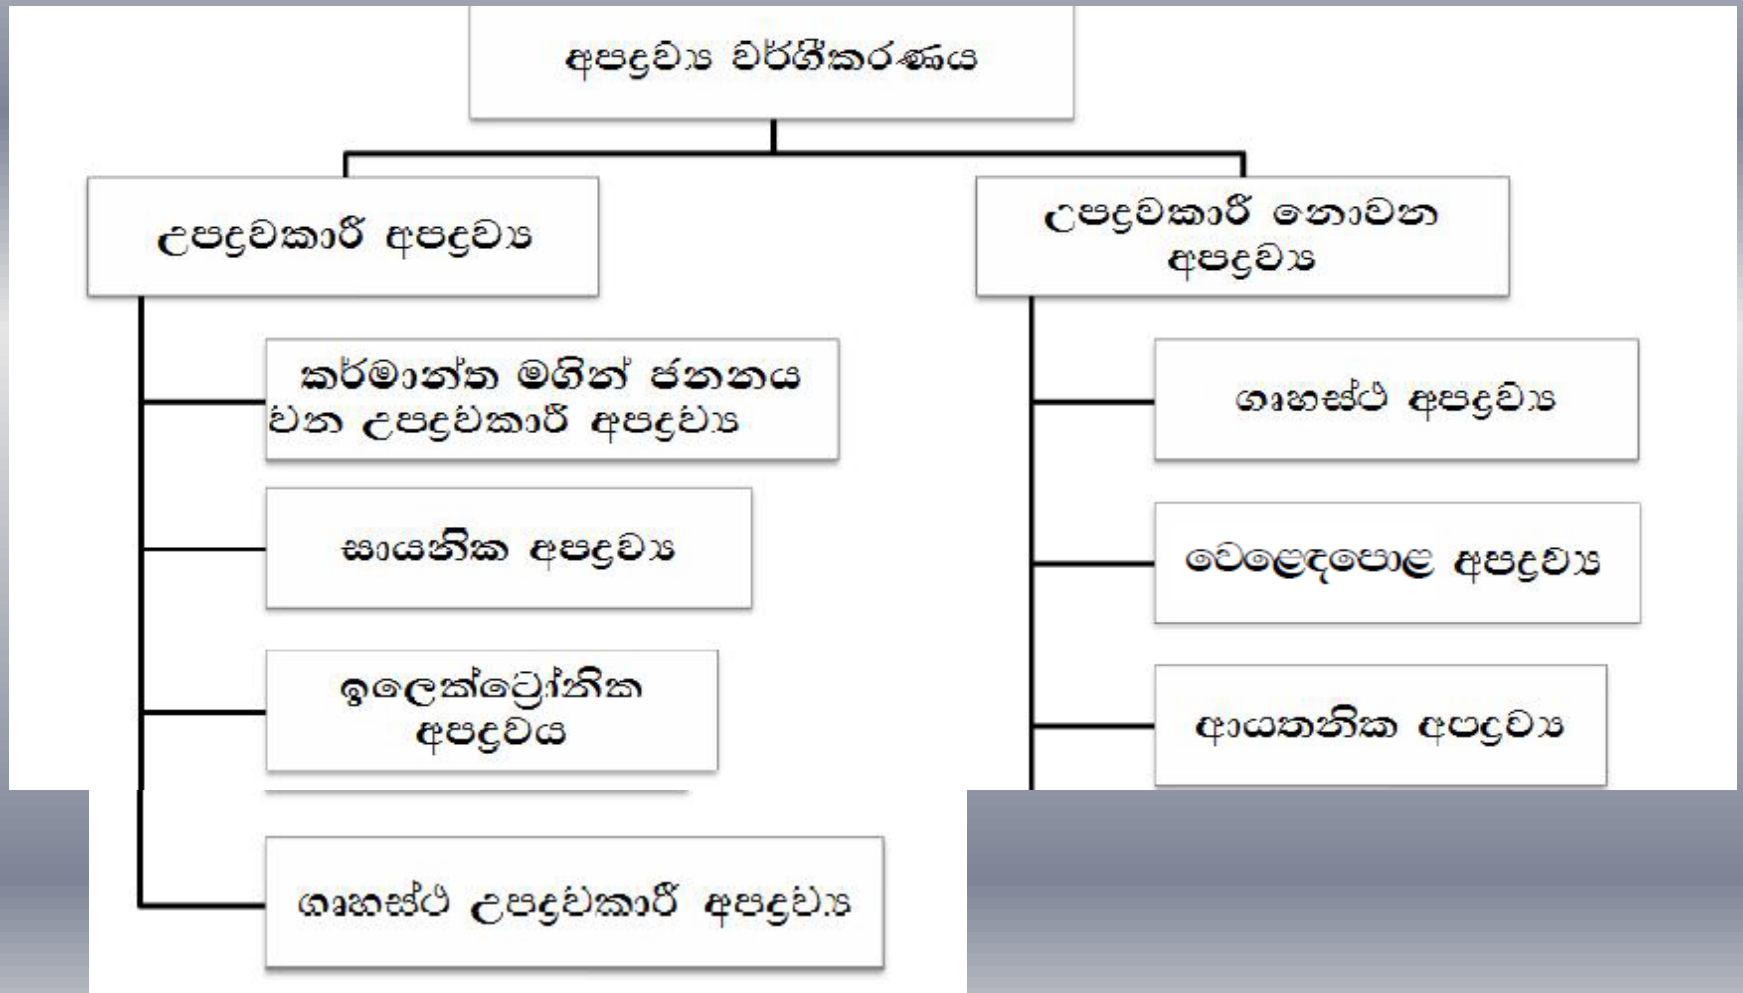 අපද්‍රව්‍ය වර්ගීකරණය
උපද්‍රවකාරී අපද්‍රව්‍ය
කර්මාන්ත මගින් ජනනය
වන උපද්‍රවකාරී අපද්‍රව්‍ය
සායනික අපද්‍රව්‍ය
ඉලෙක්ට්‍රෝනික
අපද්‍රවය
ගෘහස්ථ උපද්‍රවකාරී අපද්‍රව්‍ය
උපද්‍රවකාරී නොවන
අපද්‍රව්‍ය
ගෘහස්ථ අපද්‍රව්‍ය
වෙළෙඳපොළ අපද්‍රව්‍ය
ආයතනික අපද්‍රව්‍ය